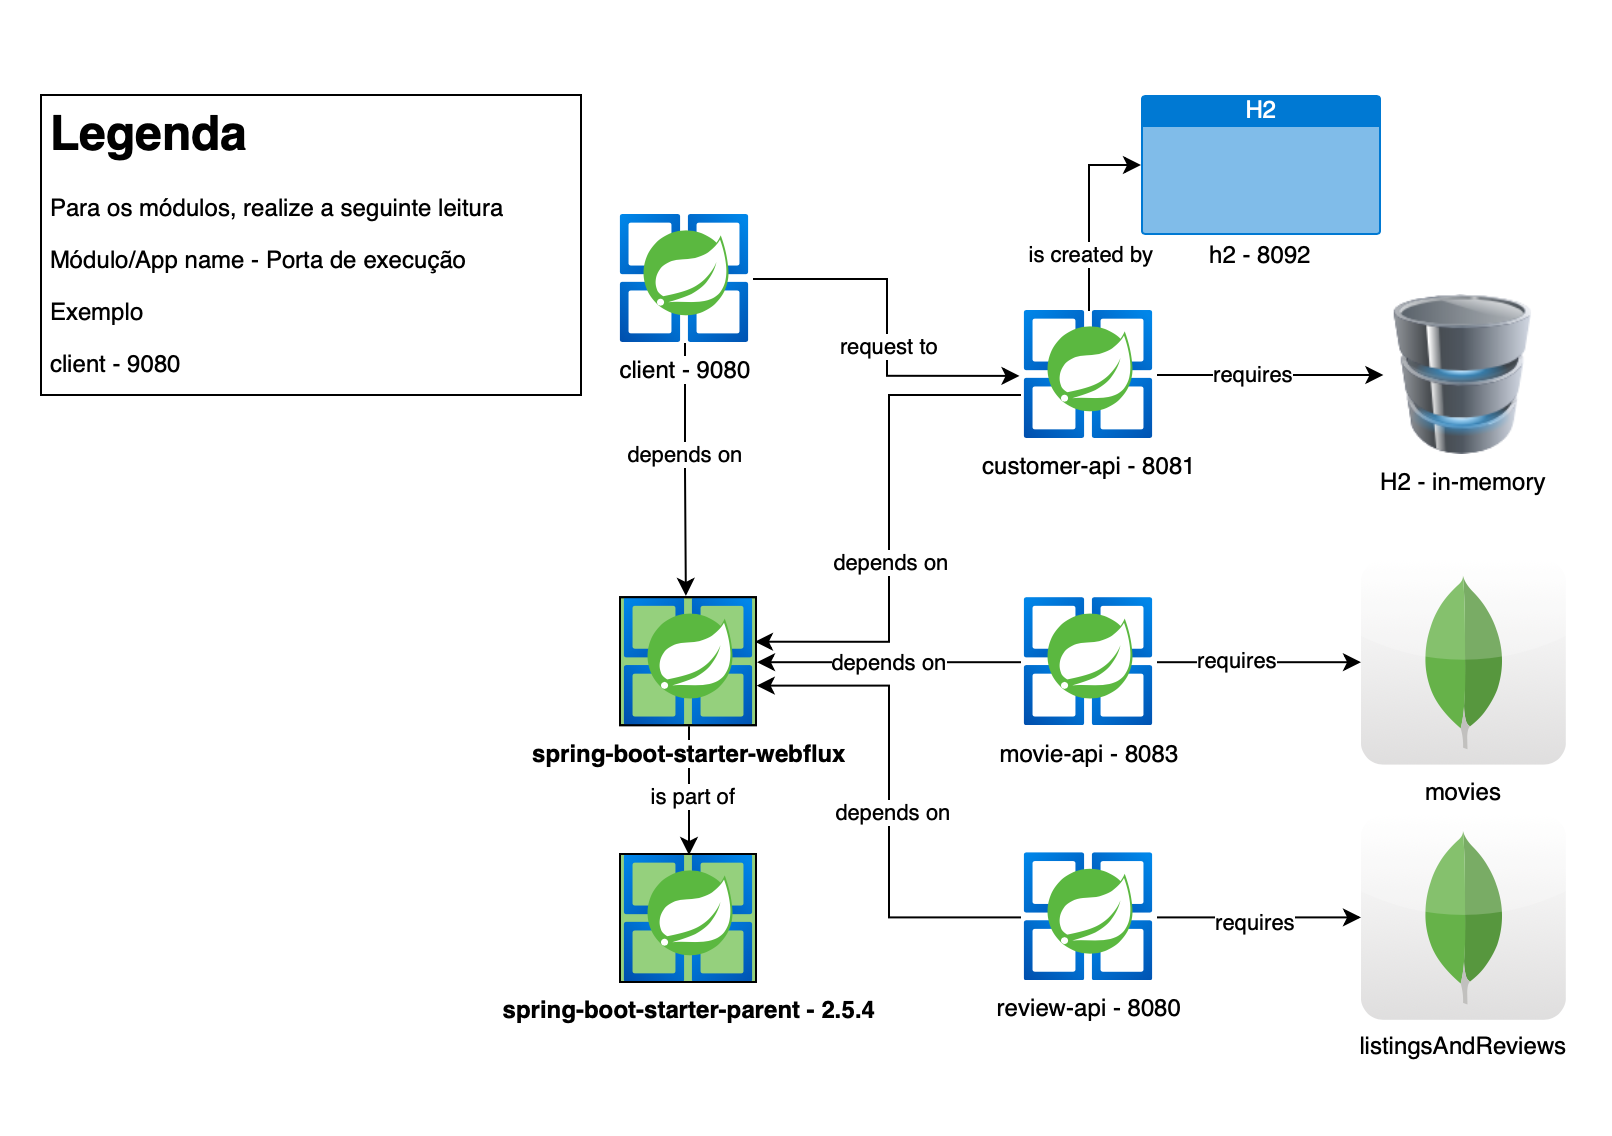 Legenda
Para os módulos, realize a seguinte leitura
Módulo/App name - Porta de execução
Exemplo
client - 9080
H2
h2 - 8092
is created by
client - 9080
request to
requires
customer-api - 8081
H2 - in-memory
depends on
depends on
depends on
requires
spring-boot-starter-webflux
movie-api - 8083
movies
is part of
depends on
requires
spring-boot-starter-parent - 2.5.4
review-api - 8080
listingsAndReviews